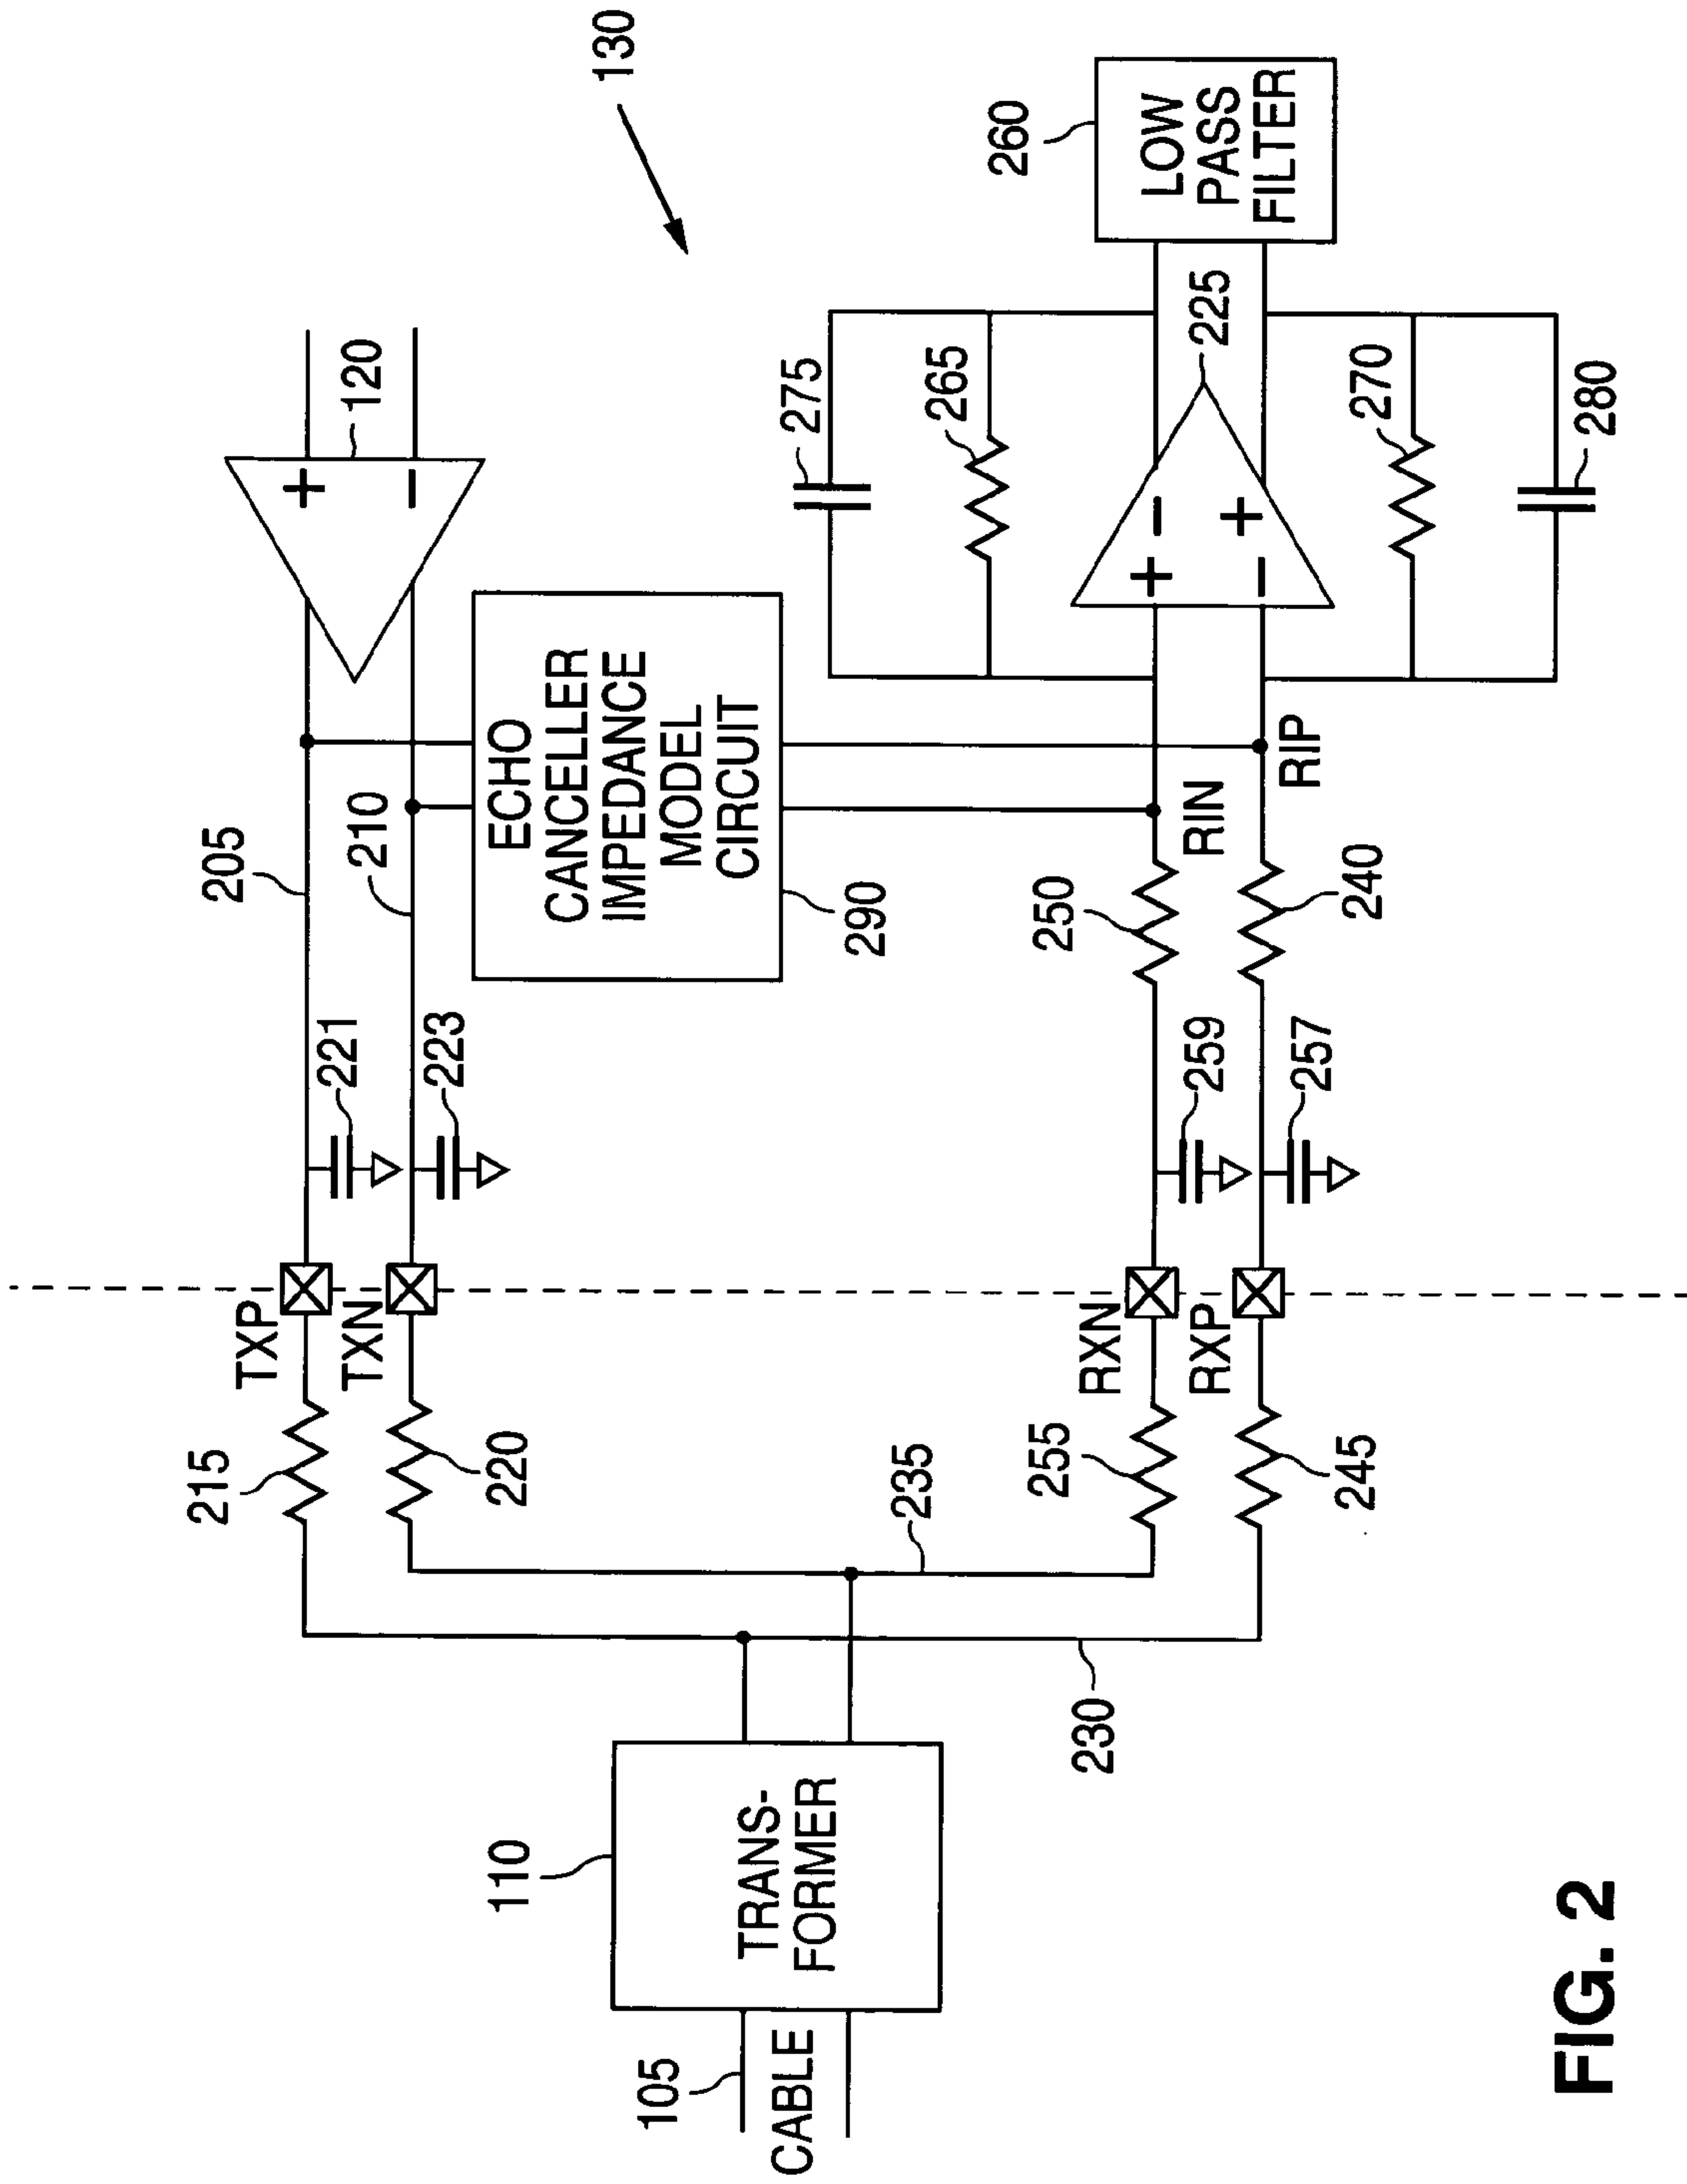 130
+
−
120
205
210
ECHO
CANCELLER
IMPEDANCE
MODEL
CIRCUIT
290
221
223
TXP
TXN
215
220
110
TRANS-
FORMER
105
CABLE
230
235
RXN
RXP
255
245
259
257
250
240
RIN
RIP
275
265
+ −
− +
225
270
280
260
LOW
PASS
FILTER
FIG. 2